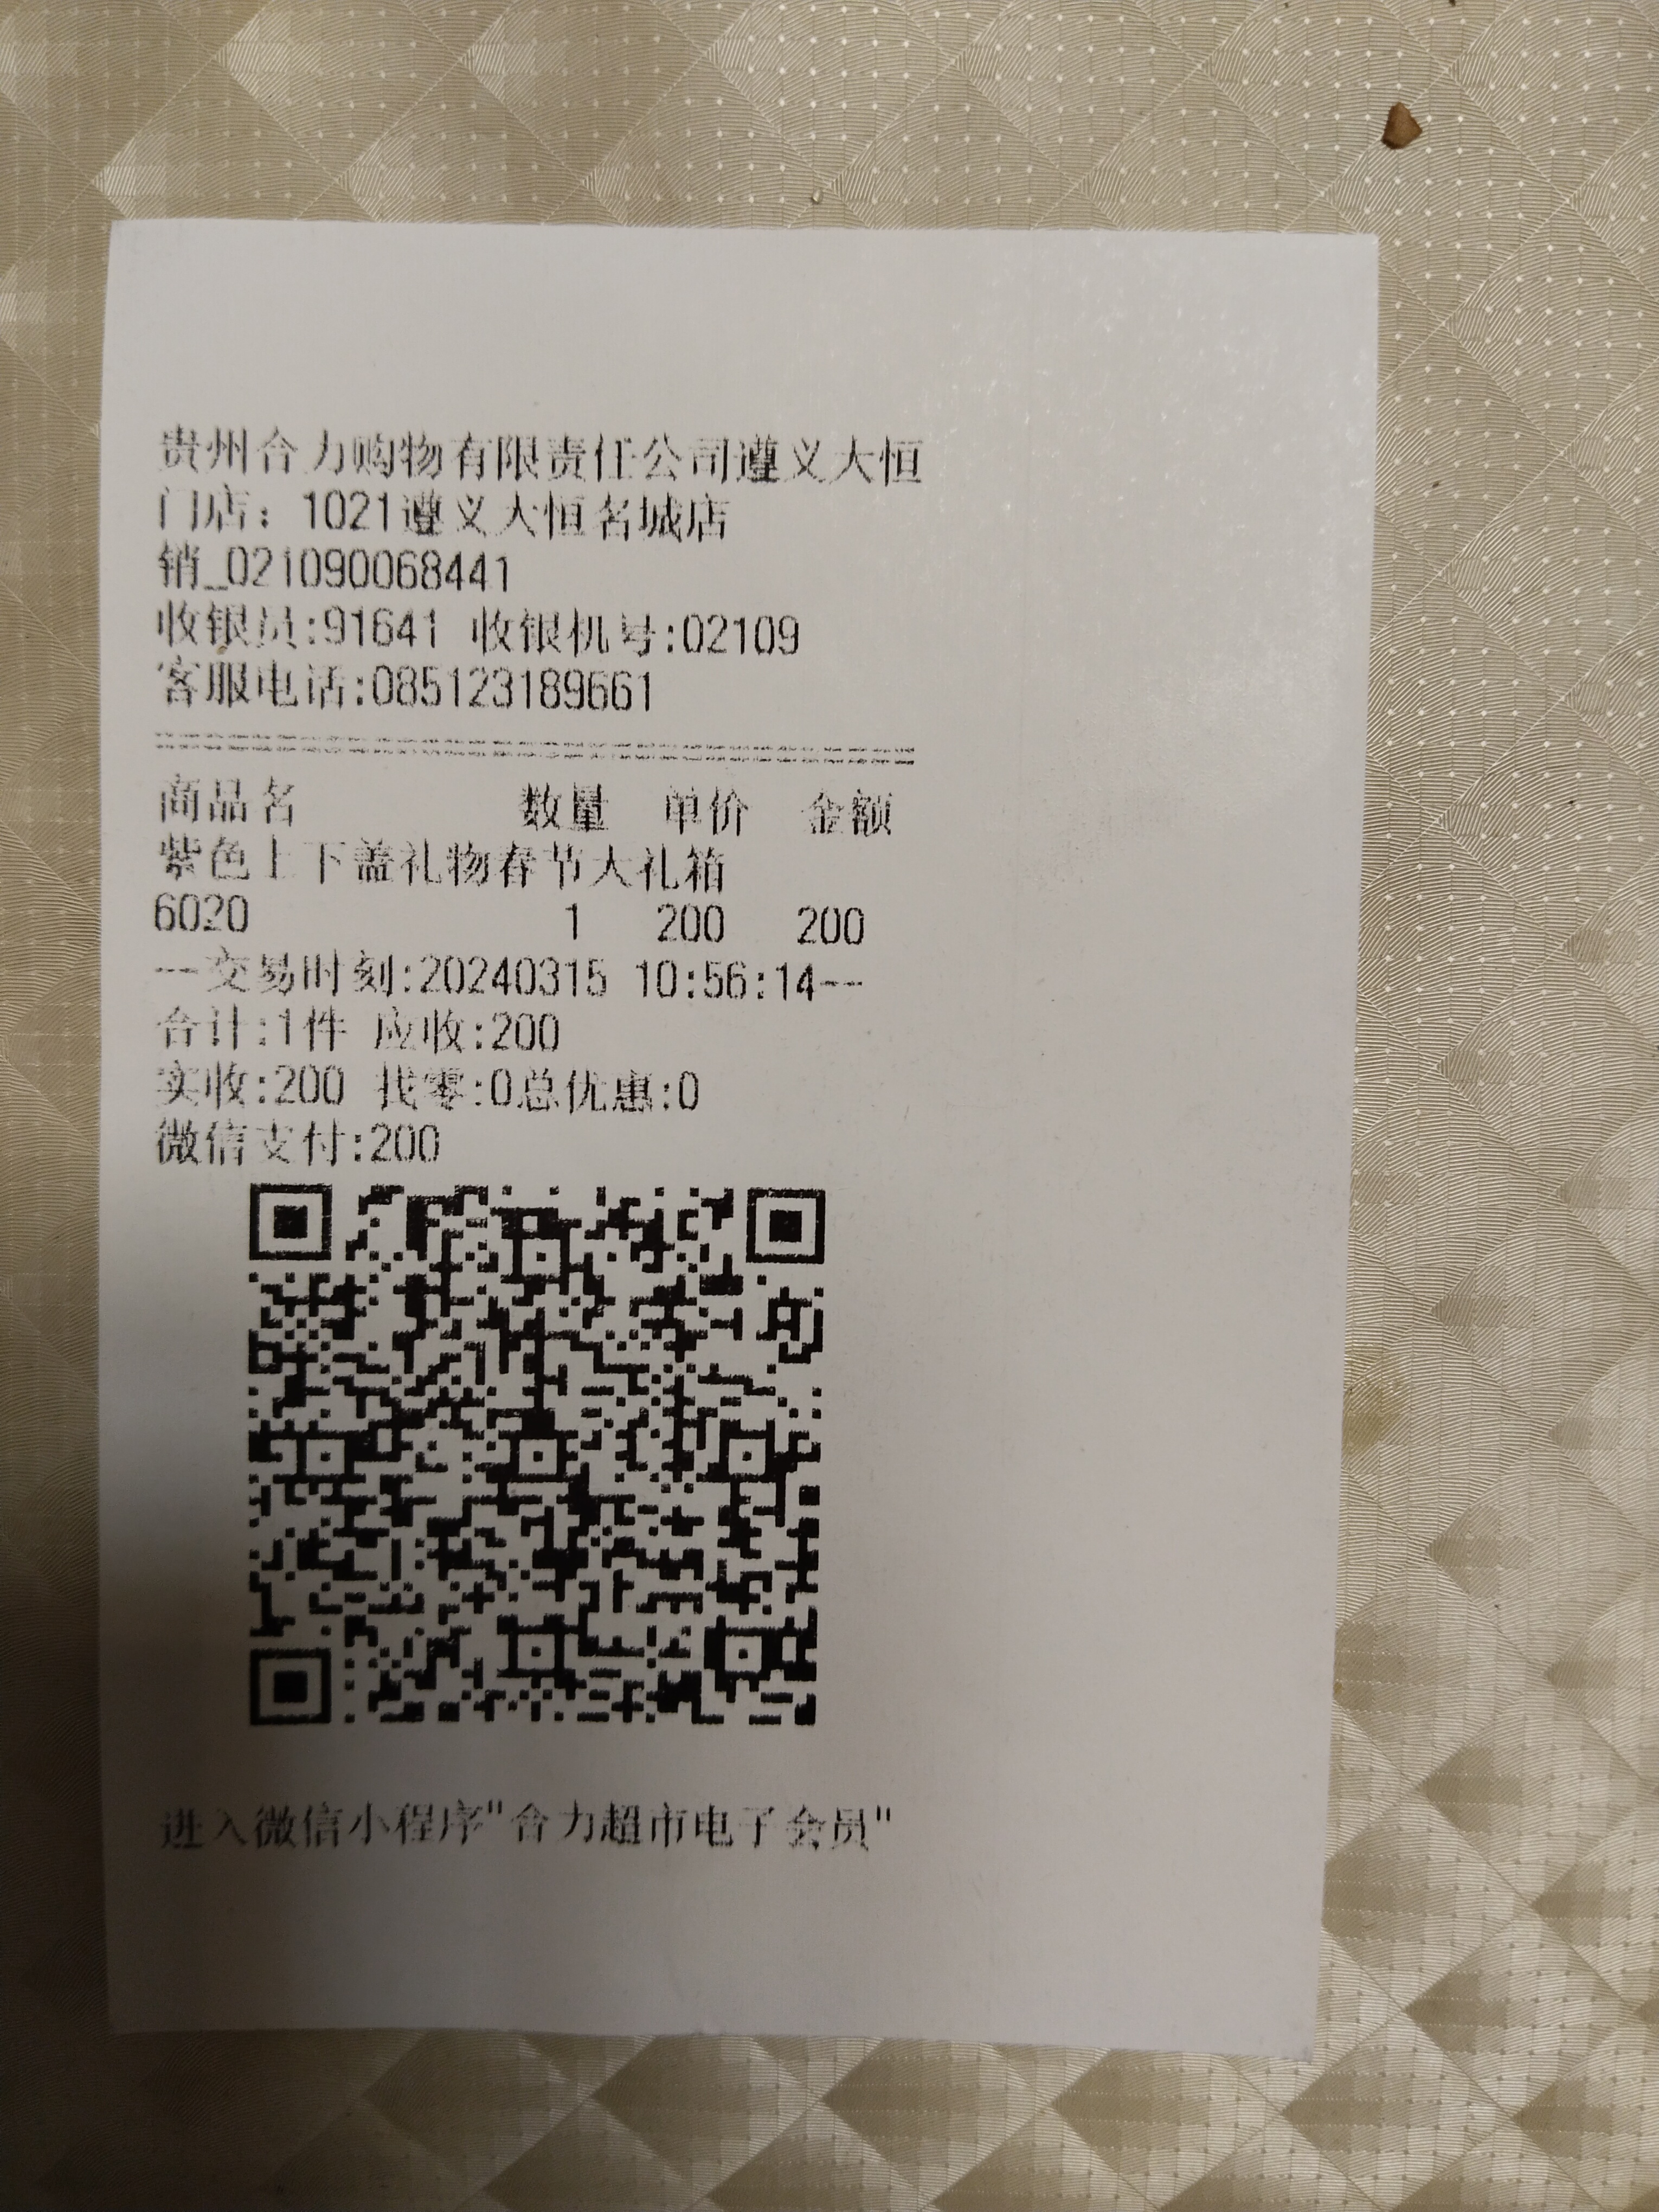 贵州合力购物有限责任公司遵义大恒
门店：1021遵义大恒名城店
销_021090068441
收银员:91641 收银机号:02109
客服电话:085123189661
================================
商品名 数量 单价 金额
紫色上下盖礼物春节大礼箱
6020 1 200 200
--交易时刻:20240315 10:56:14--
合计:1件 应收:200
实收:200 找零:0总优惠:0
微信支付:200
进入微信小程序"合力超市电子会员"